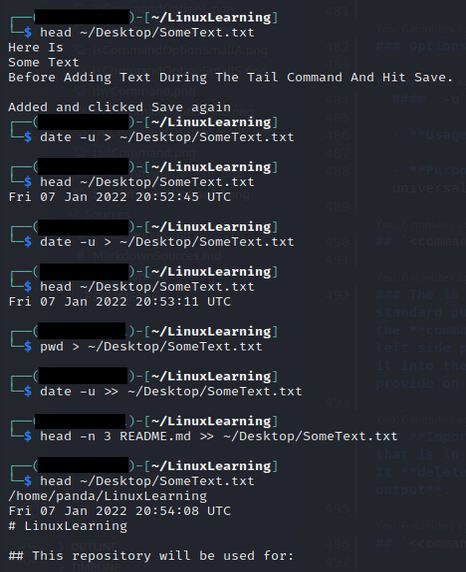 ┌──( )-[~/LinuxLearning]
└─$ head ~/Desktop/SomeText.txt
Here Is
Some Text
Before Adding Text During The Tail Command And Hit Save.

Added and clicked Save again
┌──( )-[~/LinuxLearning]
└─$ date -u > ~/Desktop/SomeText.txt

┌──( )-[~/LinuxLearning]
└─$ head ~/Desktop/SomeText.txt
Fri 07 Jan 2022 20:52:45 UTC

┌──( )-[~/LinuxLearning]
└─$ date -u > ~/Desktop/SomeText.txt

┌──( )-[~/LinuxLearning]
└─$ head ~/Desktop/SomeText.txt
Fri 07 Jan 2022 20:53:11 UTC

┌──( )-[~/LinuxLearning]
└─$ pwd > ~/Desktop/SomeText.txt

┌──( )-[~/LinuxLearning]
└─$ date -u >> ~/Desktop/SomeText.txt

┌──( )-[~/LinuxLearning]
└─$ head -n 3 README.md >> ~/Desktop/SomeText.txt

┌──( )-[~/LinuxLearning]
└─$ head ~/Desktop/SomeText.txt
/home/panda/LinuxLearning
Fri 07 Jan 2022 20:54:08 UTC
# LinuxLearning

## This repository will be used for: